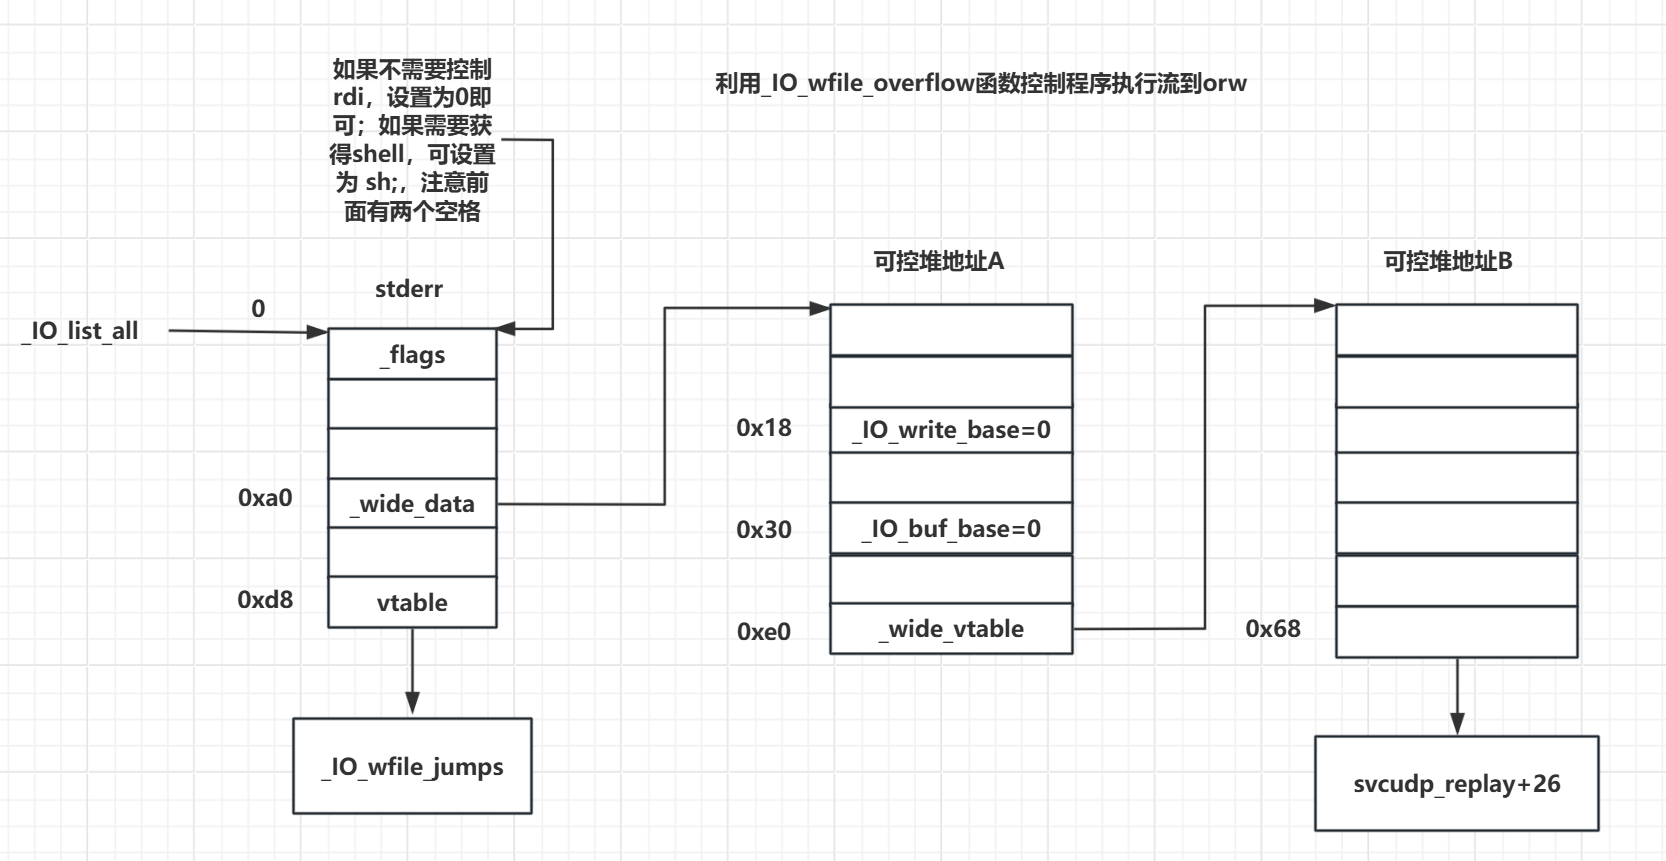 如果不需要控制
rdi，设置为0即
可；如果需要获
得shell，可设置
为 sh;，注意前
面有两个空格
利用_IO_wfile_overflow函数控制程序执行流到orw
stderr
0
_IO_list_all
_flags
0xa0
_wide_data
0xd8
vtable
_IO_wfile_jumps
可控堆地址A
0x18
_IO_write_base=0
0x30
_IO_buf_base=0
0xe0
_wide_vtable
可控堆地址B
0x68
svcudp_replay+26